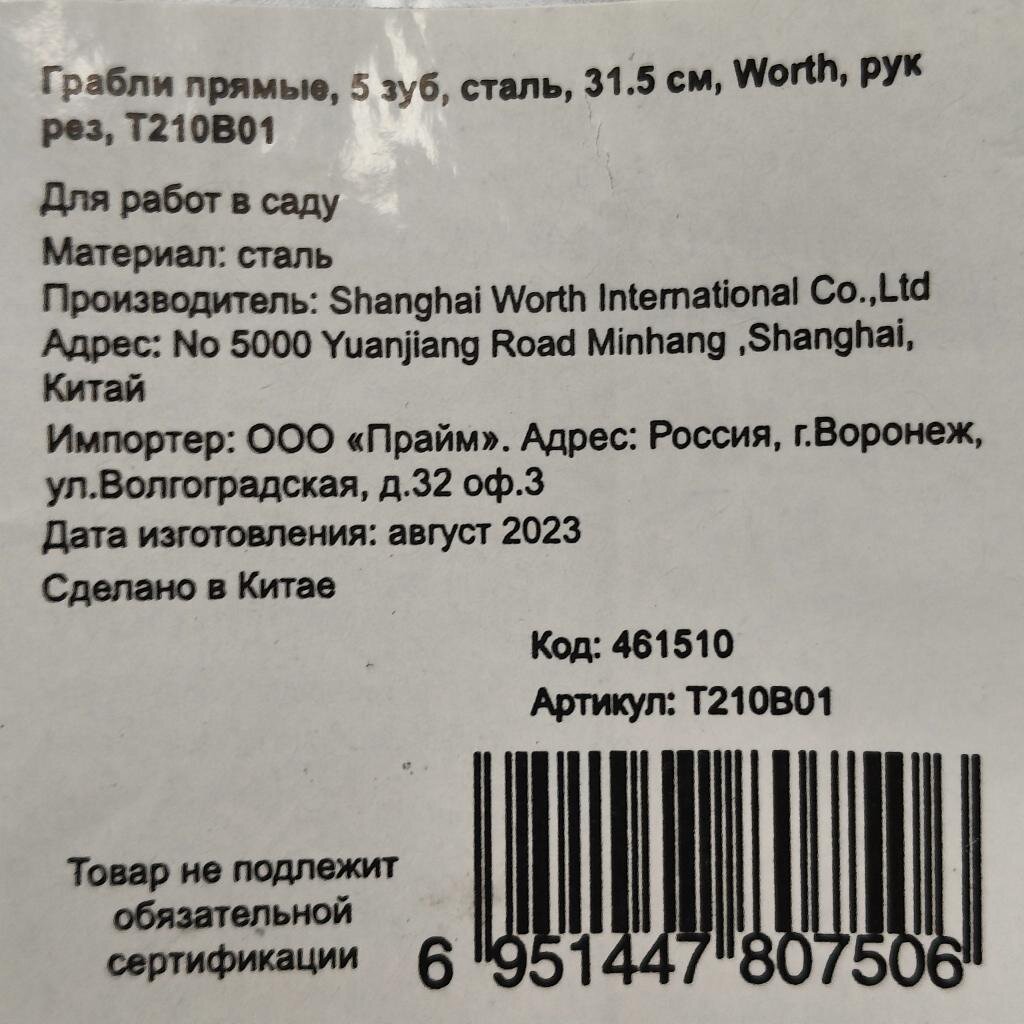 Грабли прямые, 5 зуб, сталь, 31.5 см, Worth, рук
рез, T210B01
Для работ в саду
Материал: сталь
Производитель: Shanghai Worth International Co.,Ltd
Адрес: No 5000 Yuanjiang Road Minhang ,Shanghai,
Китай
Импортер: ООО «Прайм». Адрес: Россия, г.Воронеж,
ул.Волгоградская, д.32 оф.3
Дата изготовления: август 2023
Сделано в Китае
Код: 461510
Артикул: T210B01
Товар не подлежит
обязательной
сертификации
6 951447 807506